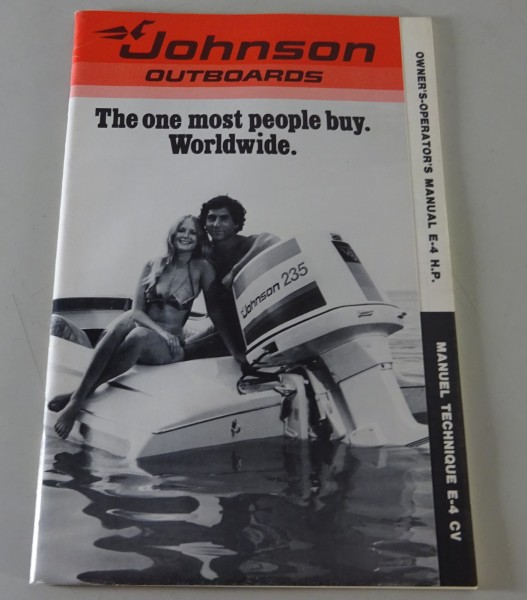 Johnson
OUTBOARDS
The one most people buy.
Worldwide.
Johnson 235
OWNER'S-OPERATOR'S MANUAL E-4 H.P.
MANUEL TECHNIQUE E-4 CV